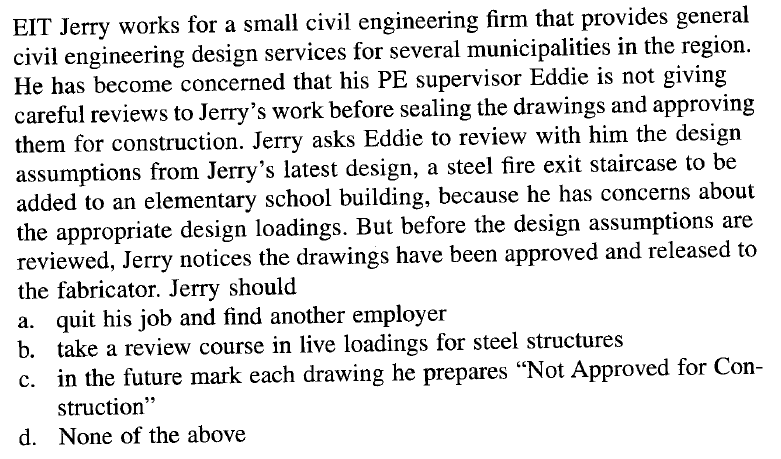 EIT Jerry works for a small civil engineering firm that provides general
civil engineering design services for several municipalities in the region.
He has become concerned that his PE supervisor Eddie is not giving
careful reviews to Jerry's work before sealing the drawings and approving
them for construction. Jerry asks Eddie to review with him the design
assumptions from Jerry's latest design, a steel fire exit staircase to be
added to an elementary school building, because he has concerns about
the appropriate design loadings. But before the design assumptions are
reviewed, Jerry notices the drawings have been approved and released to
the fabricator. Jerry should
a. quit his job and find another employer
b. take a review course in live loadings for steel structures
c. in the future mark each drawing he prepares “Not Approved for Con-
struction”
d. None of the above